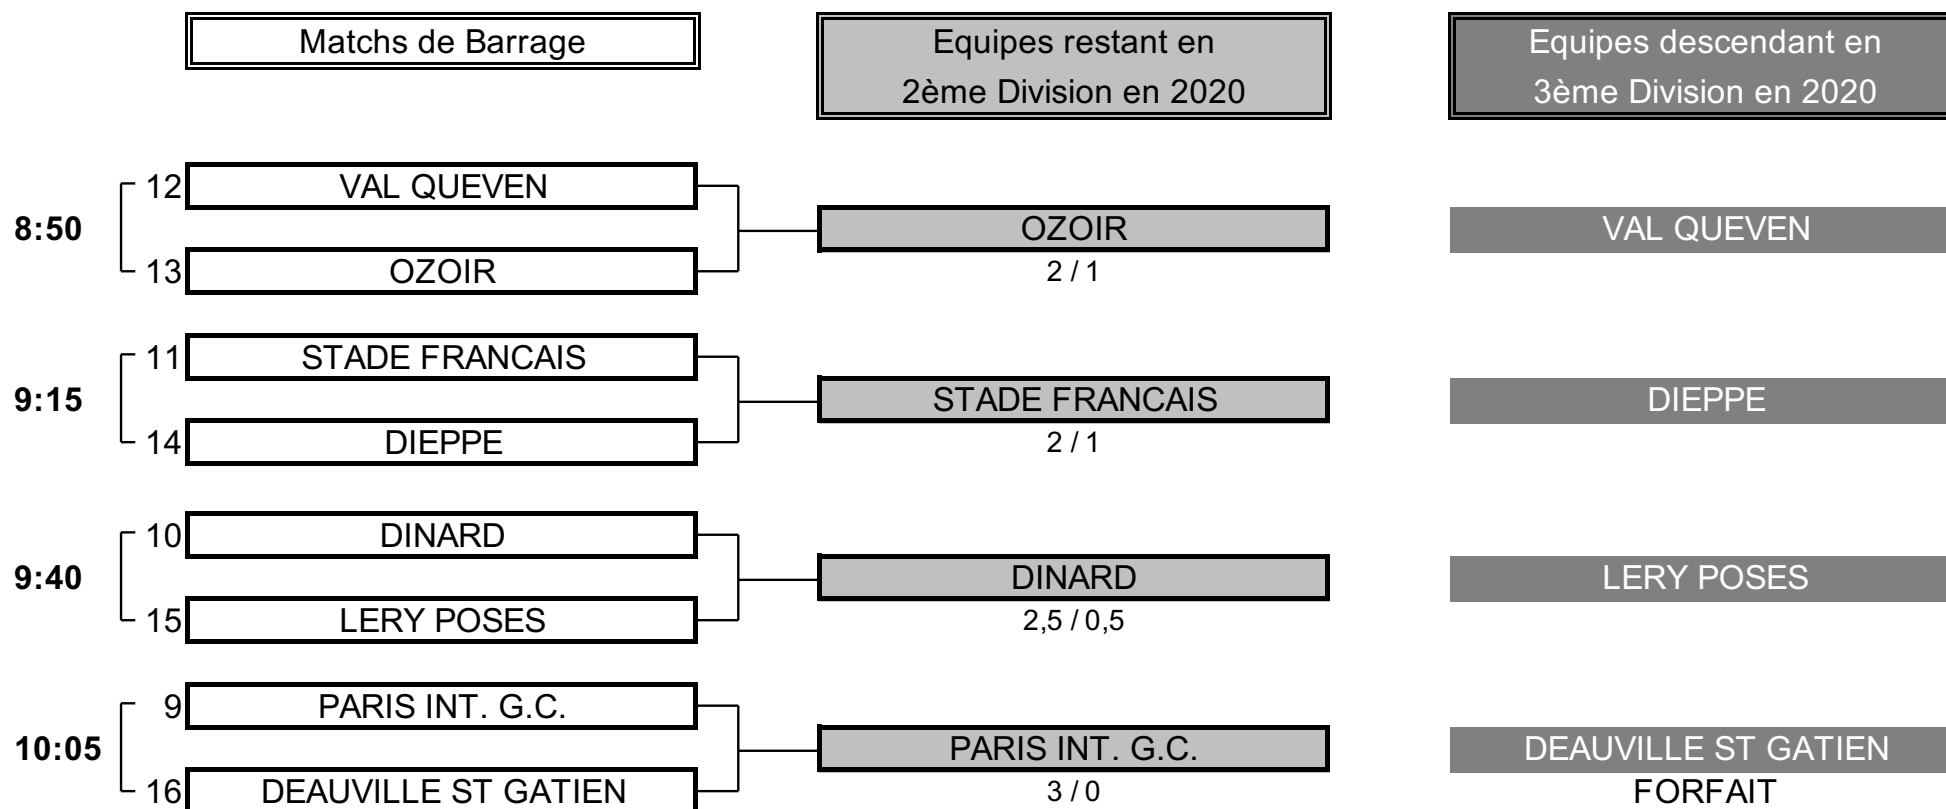 Matchs de Barrage
Equipes restant en
2ème Division en 2020
Equipes descendant en
3ème Division en 2020
12 VAL QUEVEN
8:50
OZOIR
VAL QUEVEN
13 OZOIR
2 / 1
11 STADE FRANCAIS
9:15
STADE FRANCAIS
DIEPPE
14 DIEPPE
2 / 1
10 DINARD
9:40
DINARD
LERY POSES
15 LERY POSES
2,5 / 0,5
9 PARIS INT. G.C.
10:05
PARIS INT. G.C.
DEAUVILLE ST GATIEN
16 DEAUVILLE ST GATIEN
3 / 0
FORFAIT